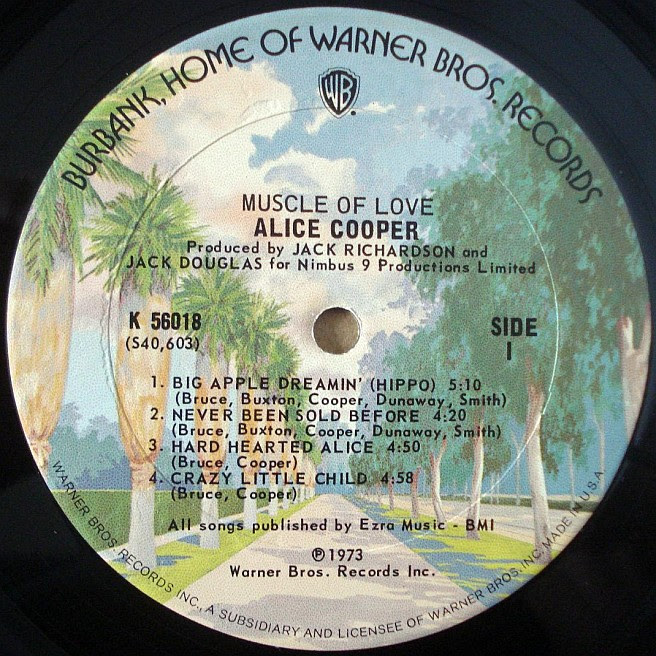 BURBANK, HOME OF WARNER BROS. RECORDS
WB
MUSCLE OF LOVE
ALICE COOPER
Produced by JACK RICHARDSON and
JACK DOUGLAS for Nimbus 9 Productions Limited
K 56018
(S40,603)
SIDE
1
1. BIG APPLE DREAMIN' (HIPPO) 5:10
(Bruce, Buxton, Cooper, Dunaway, Smith)
2. NEVER BEEN SOLD BEFORE 4:20
(Bruce, Buxton, Cooper, Dunaway, Smith)
3. HARD HEARTED ALICE 4:50
(Bruce, Cooper)
4. CRAZY LITTLE CHILD 4:58
(Bruce, Cooper)
All songs published by Ezra Music - BMI
℗1973
Warner Bros. Records Inc.
WARNER BROS. RECORDS INC., A SUBSIDIARY AND LICENSEE OF WARNER BROS. INC. MADE IN U.S.A.